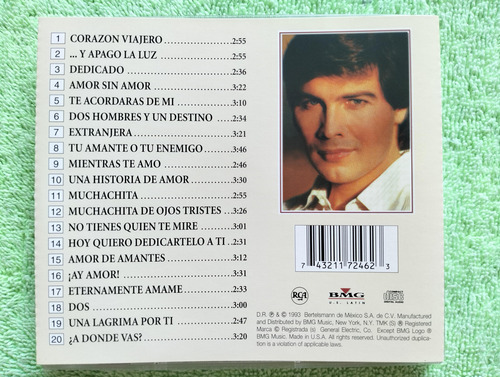 1 CORAZON VIAJERO 2:55
2 ... Y APAGO LA LUZ 2:55
3 DEDICADO 2:36
4 AMOR SIN AMOR 3:22
5 TE ACORDARAS DE MI 3:10
6 DOS HOMBRES Y UN DESTINO 2:34
7 EXTRANJERA 3:21
8 TU AMANTE O TU ENEMIGO 2:49
9 MIENTRAS TE AMO 2:46
10 UNA HISTORIA DE AMOR 3:30
11 MUCHACHITA 2:55
12 MUCHACHITA DE OJOS TRISTES 3:26
13 NO TIENES QUIEN TE MIRE 3:01
14 HOY QUIERO DEDICARTELO A TI 2:31
15 AMOR DE AMANTES 3:12
16 ¡AY AMOR! 3:31
17 ETERNAMENTE AMAME 2:38
18 DOS 3:00
19 UNA LAGRIMA POR TI 2:47
20 ¿A DONDE VAS? 3:20
7 43211 72462 3
RCA
BMG
U.S. LATIN
COMPACT
disc
DIGITAL AUDIO
D.R. ℗ & © 1993 Bertelsmann de México S.A. de C.V. Manufactured
and Distributed by BMG Music, New York, N.Y. TMK (S) ® Registered
Marca © Registrada (s) General Electric, Co. Except BMG Logo ®
BMG Music. Made in U.S.A. All rights reserved. Unauthorized duplica-
tion is a violation of applicable laws.